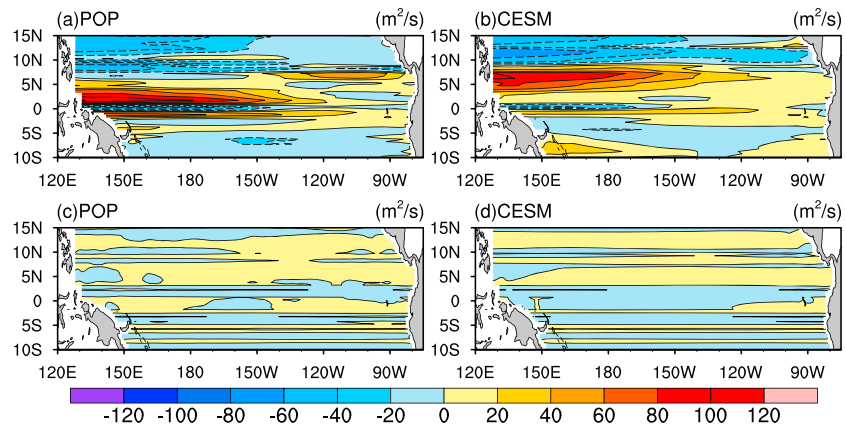 (a)POP (m²/s) (b)CESM (m²/s)
15N 15N
10N 10N
5N 5N
0 0
5S 5S
10S 10S
120E 150E 180 150W 120W 90W 120E 150E 180 150W 120W 90W
(c)POP (m²/s) (d)CESM (m²/s)
15N 15N
10N 10N
5N 5N
0 0
5S 5S
10S 10S
120E 150E 180 150W 120W 90W 120E 150E 180 150W 120W 90W
-120 -100 -80 -60 -40 -20 0 20 40 60 80 100 120